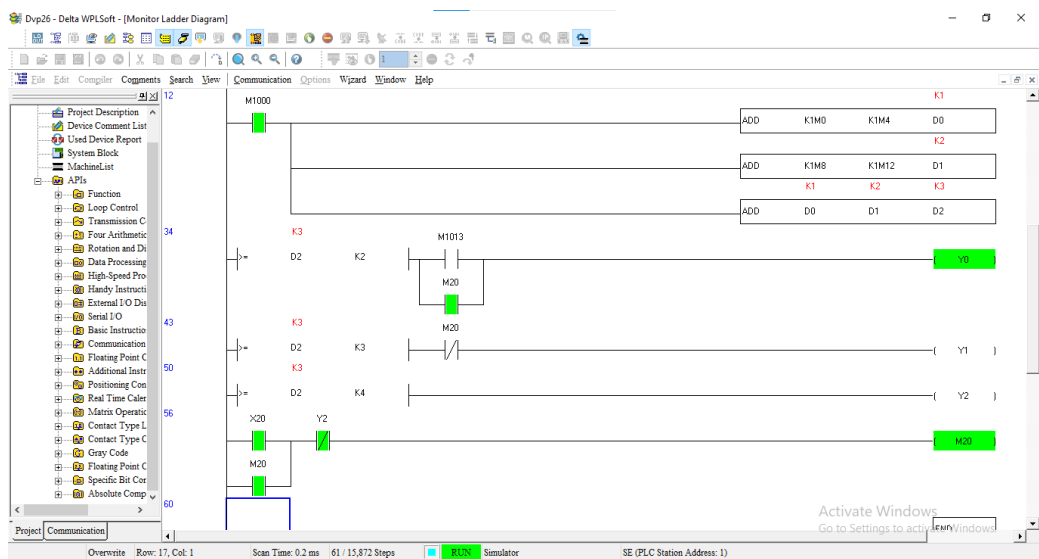 Dvp26 - Delta WPLSoft - [Monitor Ladder Diagram]
1
File Edit Compiler Comments Search View Communication Options Wizard Window Help
Project Description
Device Comment List
Used Device Report
System Block
MachineList
APIs
Function
Loop Control
Transmission C
Four Arithmetic
Rotation and Di
Data Processing
High-Speed Pro
Handy Instructi
External I/O Dis
Serial I/O
Basic Instructio
Communication
Floating Point C
Additional Instr
Positioning Con
Real Time Caler
Matrix Operatic
Contact Type L
Contact Type C
Gray Code
Floating Point C
Specific Bit Cor
Absolute Comp
Project Communication
12
M1000
K1
ADD K1M0 K1M4 D0
K2
ADD K1M8 K1M12 D1
K1 K2 K3
ADD D0 D1 D2
34
K3
M1013
>= D2 K2
Y0
M20
43
K3
M20
>= D2 K3
Y1
50
K3
>= D2 K4
Y2
56
X20 Y2
M20
M20
60
END
Activate Windows
Go to Settings to activate Windows.
Overwrite Row: 17, Col: 1 Scan Time: 0.2 ms 61 / 15,872 Steps RUN Simulator SE (PLC Station Address: 1)